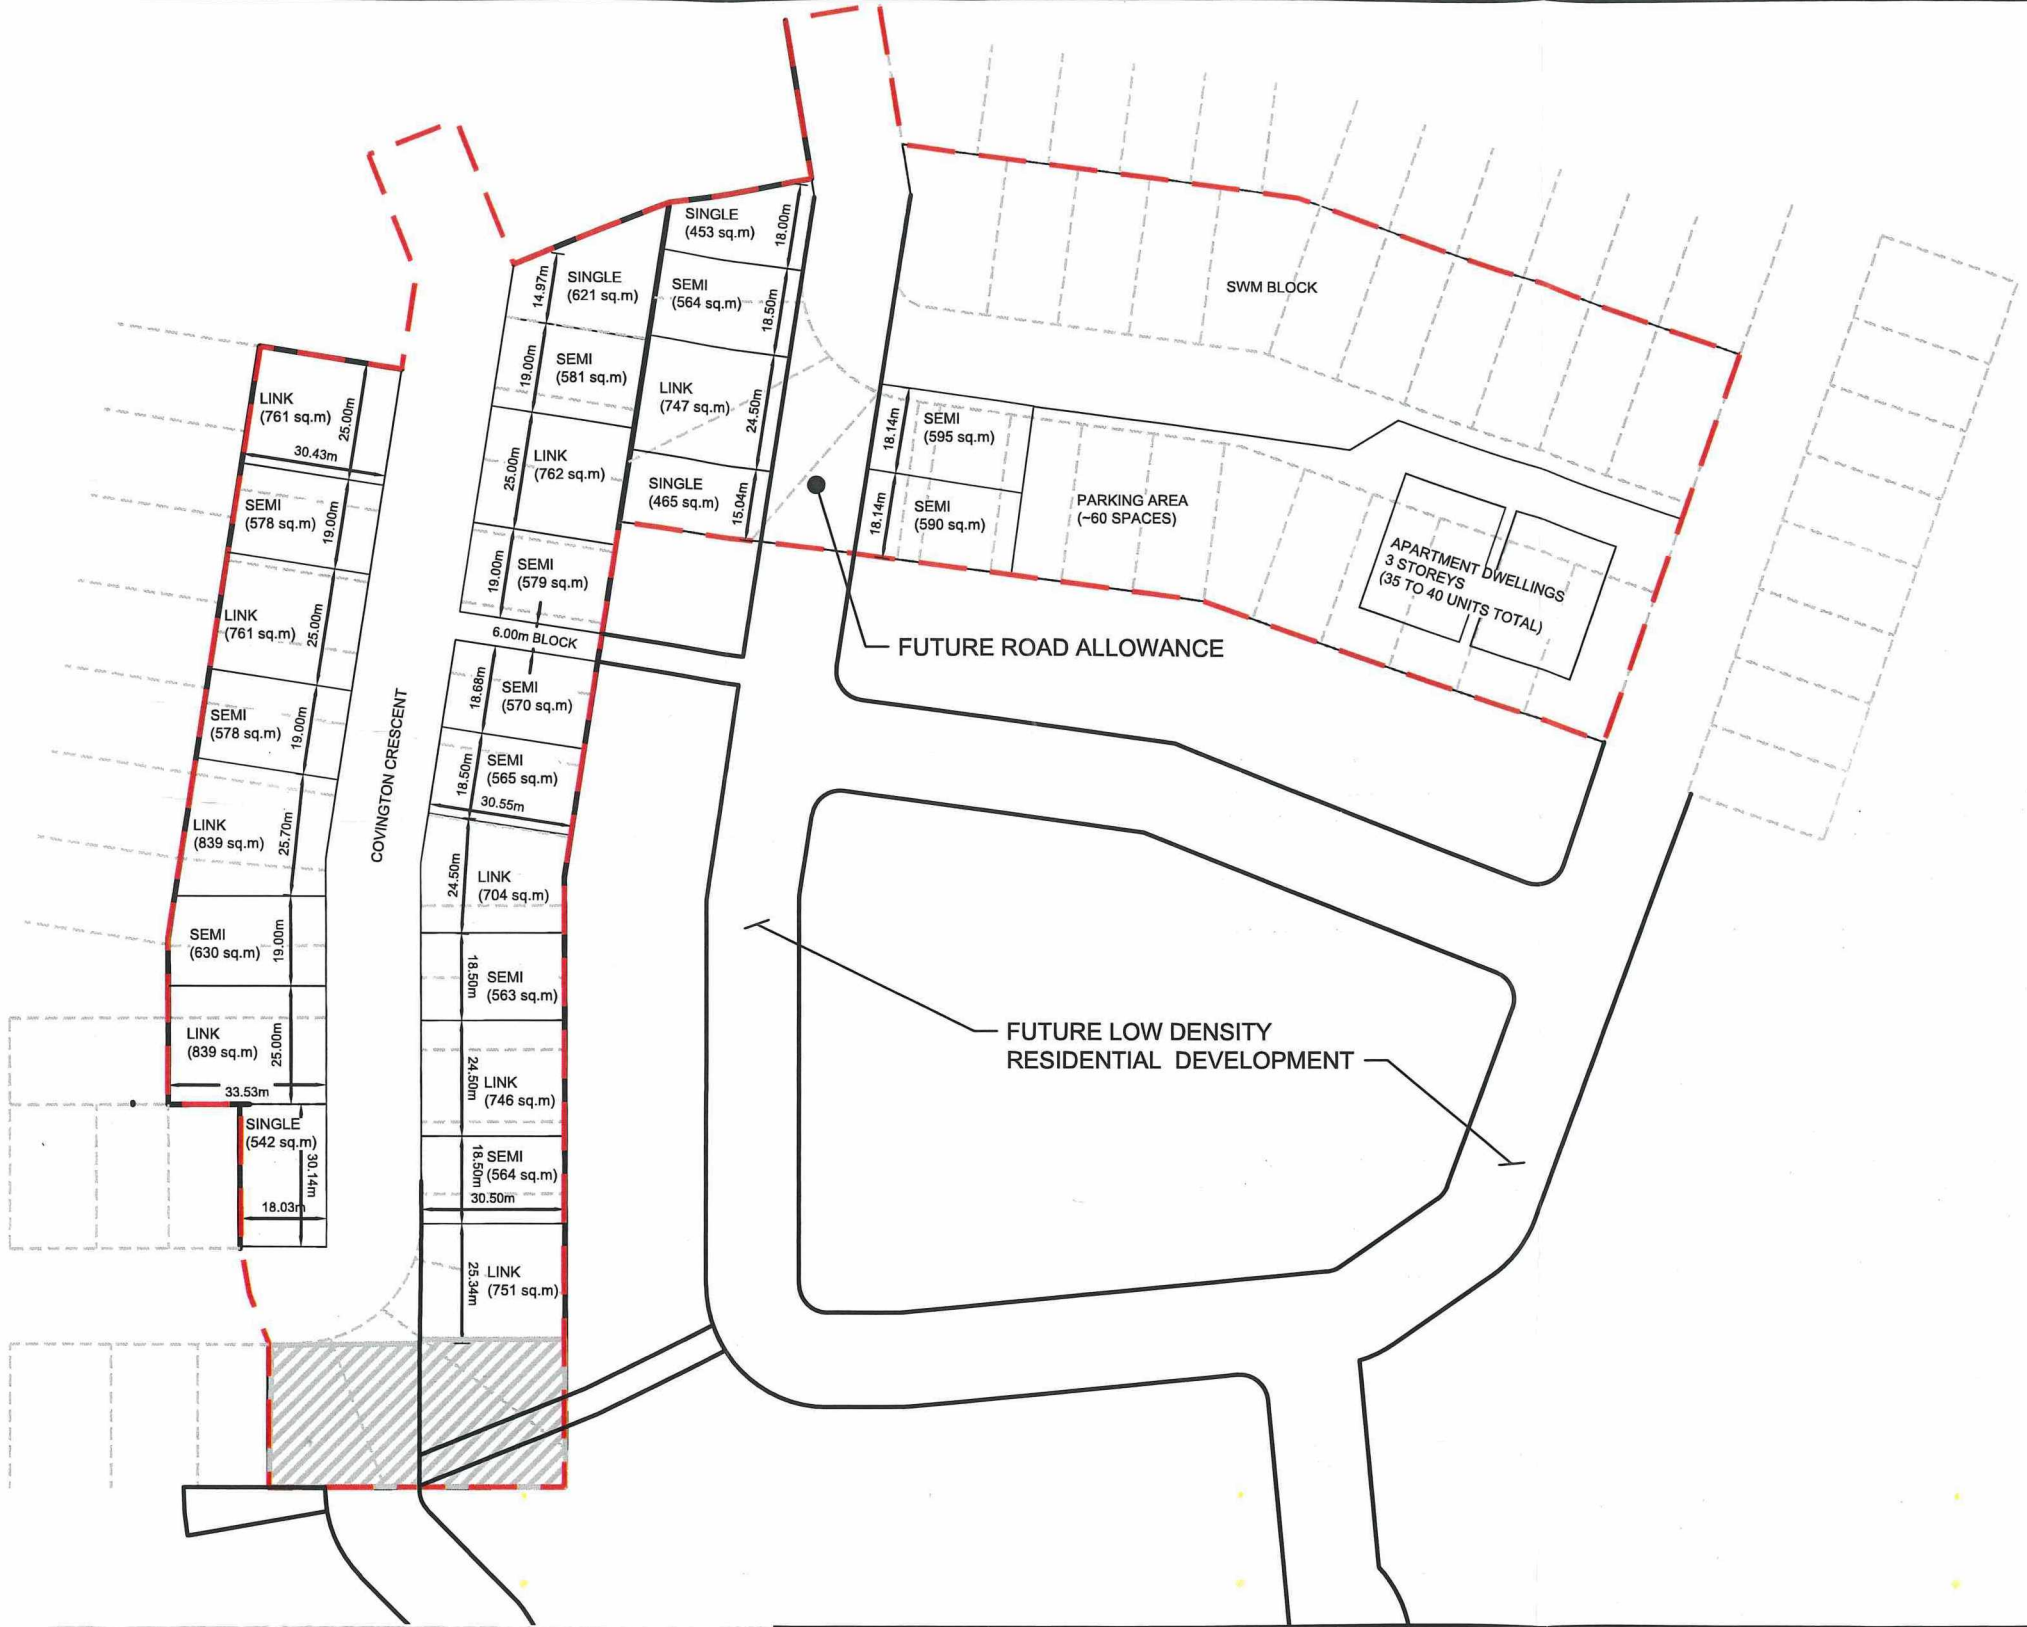 SINGLE
(453 sq.m)
18.00m
SEMI
(564 sq.m)
18.50m
LINK
(747 sq.m)
24.50m
SINGLE
(465 sq.m)
15.04m
14.97m
SINGLE
(621 sq.m)
19.00m
SEMI
(581 sq.m)
25.00m
LINK
(762 sq.m)
19.00m
SEMI
(579 sq.m)
6.00m BLOCK
18.68m
SEMI
(570 sq.m)
18.50m
SEMI
(565 sq.m)
30.55m
24.50m
LINK
(704 sq.m)
18.50m
SEMI
(563 sq.m)
24.50m
LINK
(746 sq.m)
18.50m
SEMI
(564 sq.m)
30.50m
25.34m
LINK
(751 sq.m)
LINK
(761 sq.m)
25.00m
30.43m
SEMI
(578 sq.m)
19.00m
LINK
(761 sq.m)
25.00m
SEMI
(578 sq.m)
19.00m
LINK
(839 sq.m)
25.70m
SEMI
(630 sq.m)
19.00m
LINK
(839 sq.m)
25.00m
33.53m
SINGLE
(542 sq.m)
30.14m
18.03m
COVINGTON CRESCENT
SWM BLOCK
18.14m
SEMI
(595 sq.m)
18.14m
SEMI
(590 sq.m)
PARKING AREA
(~60 SPACES)
APARTMENT DWELLINGS
3 STOREYS
(35 TO 40 UNITS TOTAL)
FUTURE ROAD ALLOWANCE
FUTURE LOW DENSITY
RESIDENTIAL DEVELOPMENT